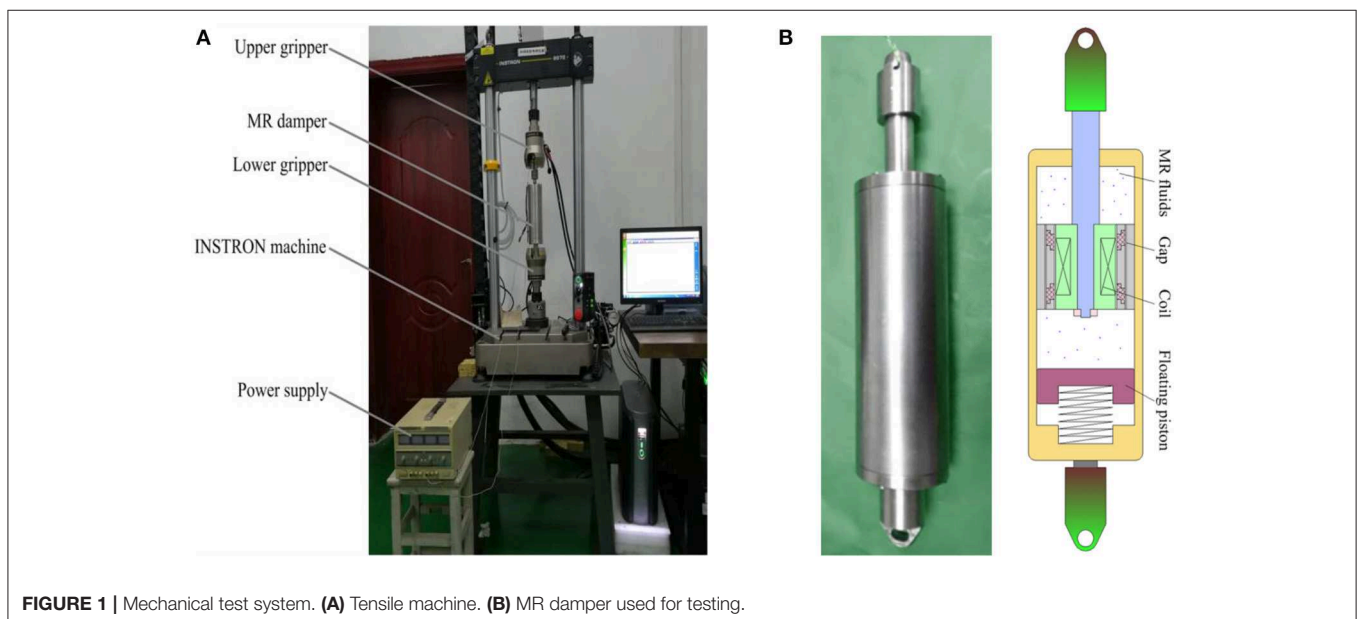 A
Upper gripper
MR damper
Lower gripper
INSTRON machine
Power supply
INSTRON
B
MR fluids
Gap
Coil
Floating piston
FIGURE 1 | Mechanical test system. (A) Tensile machine. (B) MR damper used for testing.